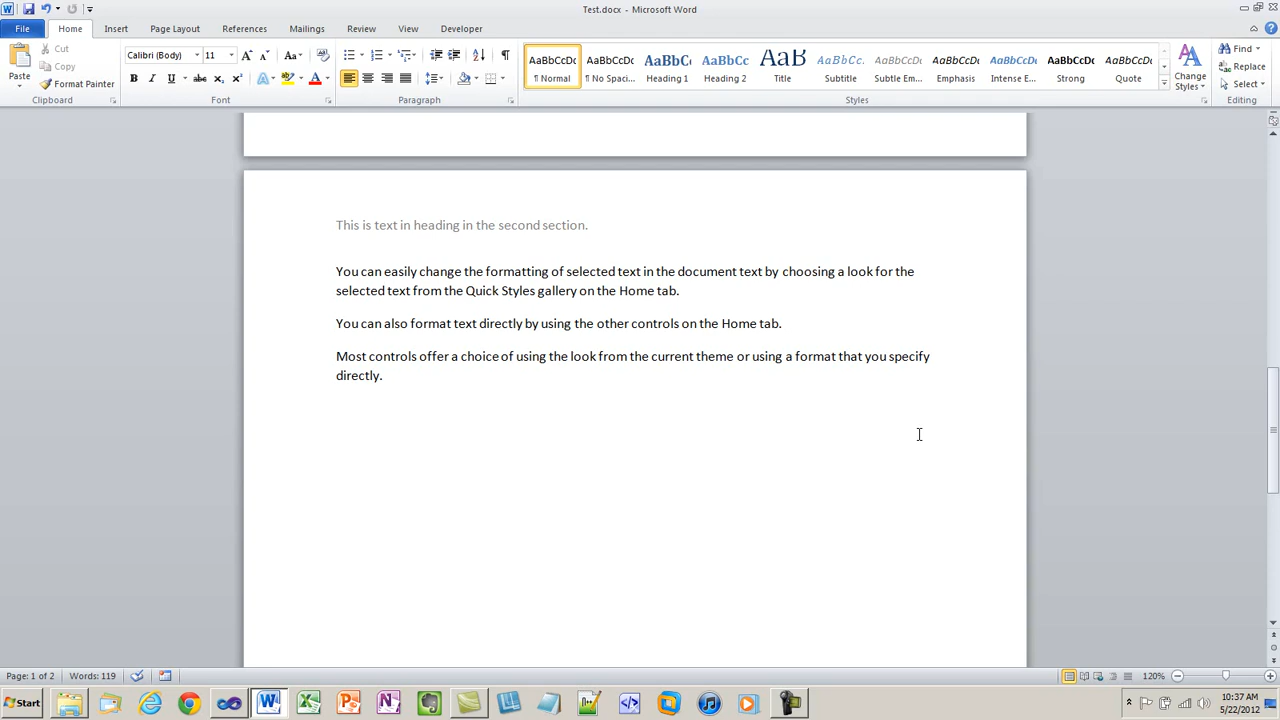 Test.docx - Microsoft Word
File Home Insert Page Layout References Mailings Review View Developer
Paste
Cut
Copy
Format Painter
Clipboard
Calibri (Body) 11
Font
Paragraph
AaBbCcDc AaBbCcDc AaBbC AaBbCc AaB AaBbCc. AaBbCcDc AaBbCcDc AaBbCcDc AaBbCcDc AaBbCcDc
¶ Normal ¶ No Spaci... Heading 1 Heading 2 Title Subtitle Subtle Em... Emphasis Intense E... Strong Quote
Styles
Change
Styles
Find
Replace
Select
Editing
This is text in heading in the second section.
You can easily change the formatting of selected text in the document text by choosing a look for the
selected text from the Quick Styles gallery on the Home tab.
You can also format text directly by using the other controls on the Home tab.
Most controls offer a choice of using the look from the current theme or using a format that you specify
directly.
Page: 1 of 2 Words: 119
120%
Start
10:37 AM
5/22/2012